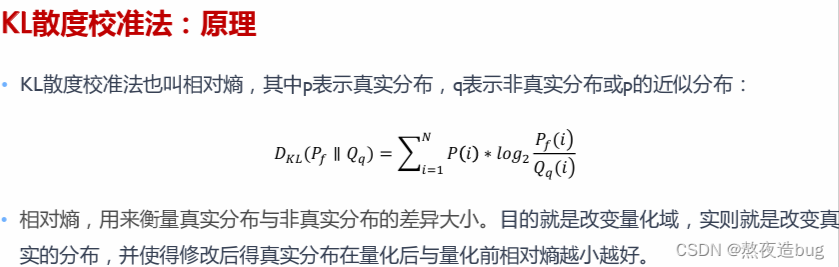 KL散度校准法：原理
• KL散度校准法也叫相对熵，其中p表示真实分布，q表示非真实分布或p的近似分布：
D_{KL}(P_f ∥ Q_q) = ∑_{i=1}^{N} P(i) * log_2 \frac{P_f(i)}{Q_q(i)}
• 相对熵，用来衡量真实分布与非真实分布的差异大小。目的就是改变量化域，实则就是改变真
实的分布，并使得修改后得真实分布在量化后与量化前相对熵越小越好。
CSDN @熬夜造bug